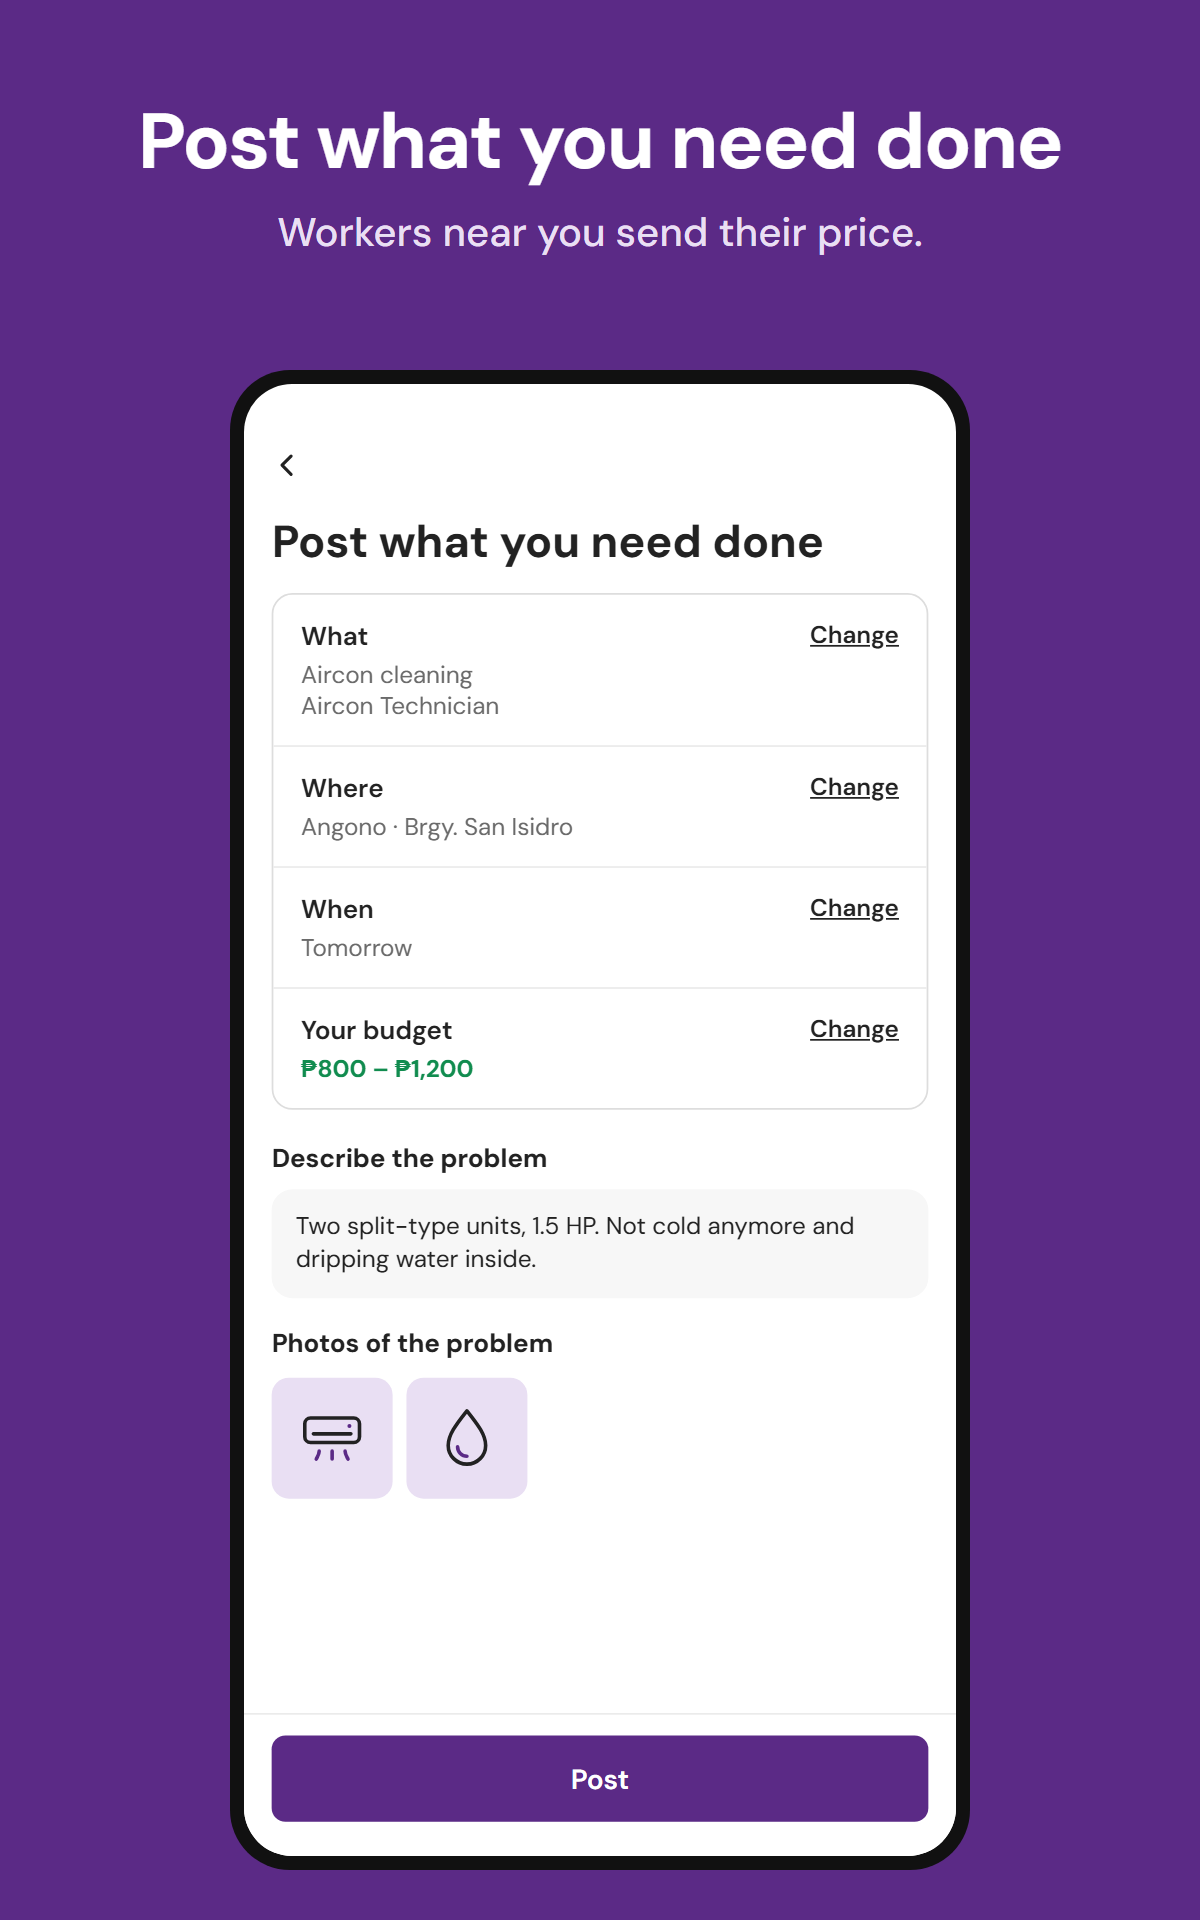 Post what you need done
Workers near you send their price.
Post what you need done
What
Change
Aircon cleaning
Aircon Technician
Where
Change
Angono · Brgy. San Isidro
When
Change
Tomorrow
Your budget
Change
₱800 – ₱1,200
Describe the problem
Two split-type units, 1.5 HP. Not cold anymore and
dripping water inside.
Photos of the problem
Post